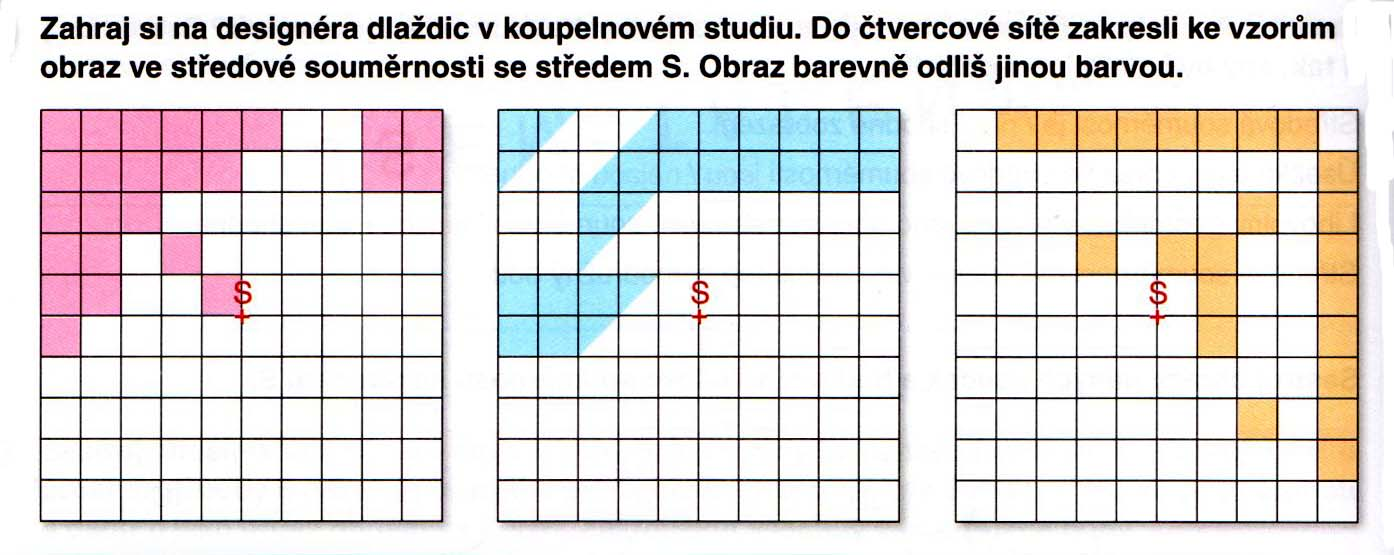 Zahraj si na designéra dlaždic v koupelnovém studiu. Do čtvercové sítě zakresli ke vzorům
obraz ve středové souměrnosti se středem S. Obraz barevně odliš jinou barvou.
S S S